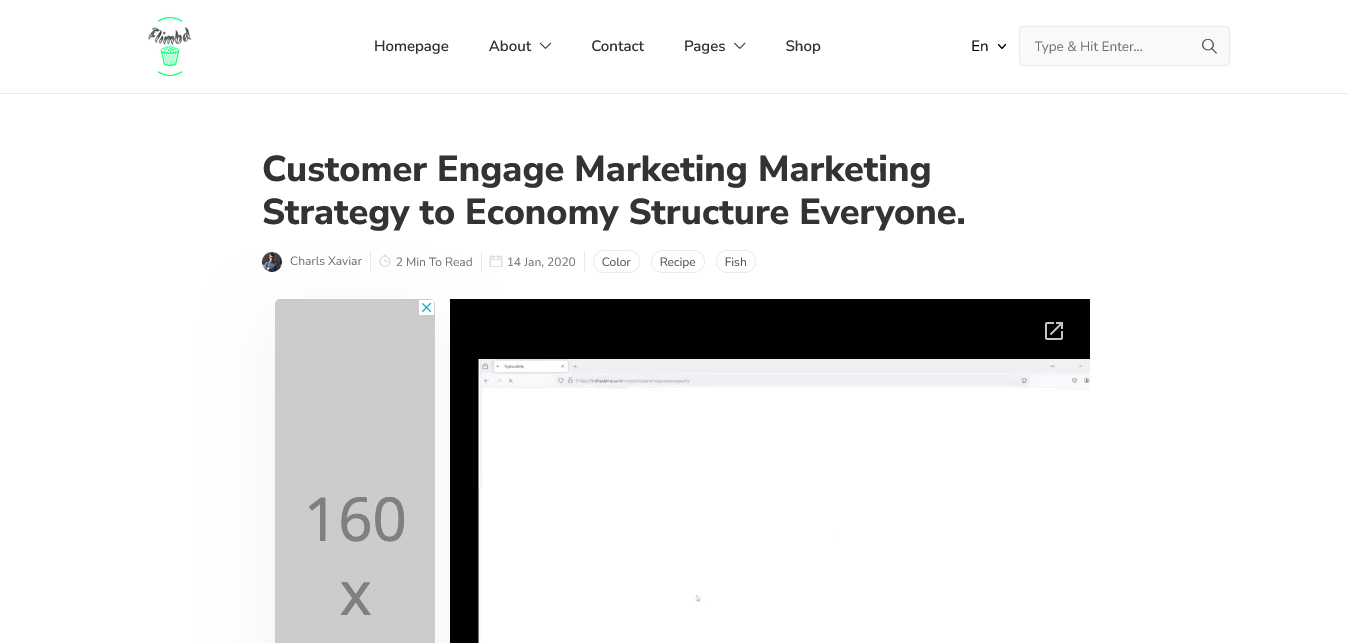 Homepage
About
Contact
Pages
Shop
En
Type & Hit Enter...
Customer Engage Marketing Marketing
Strategy to Economy Structure Everyone.
Charls Xaviar
2 Min To Read
14 Jan, 2020
Color
Recipe
Fish
160
x